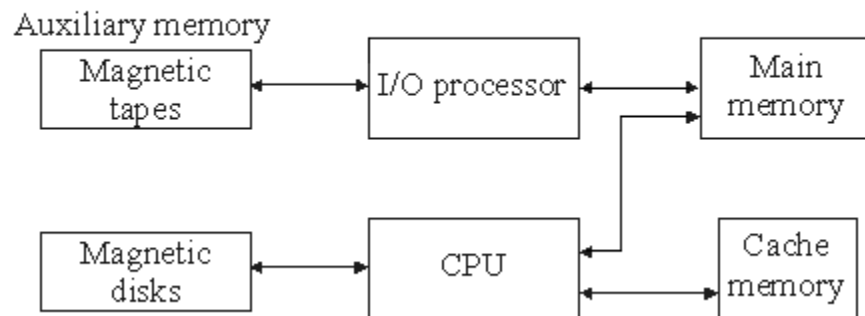 Auxiliary memory
Magnetic
tapes
I/O processor
Main
memory
Magnetic
disks
CPU
Cache
memory